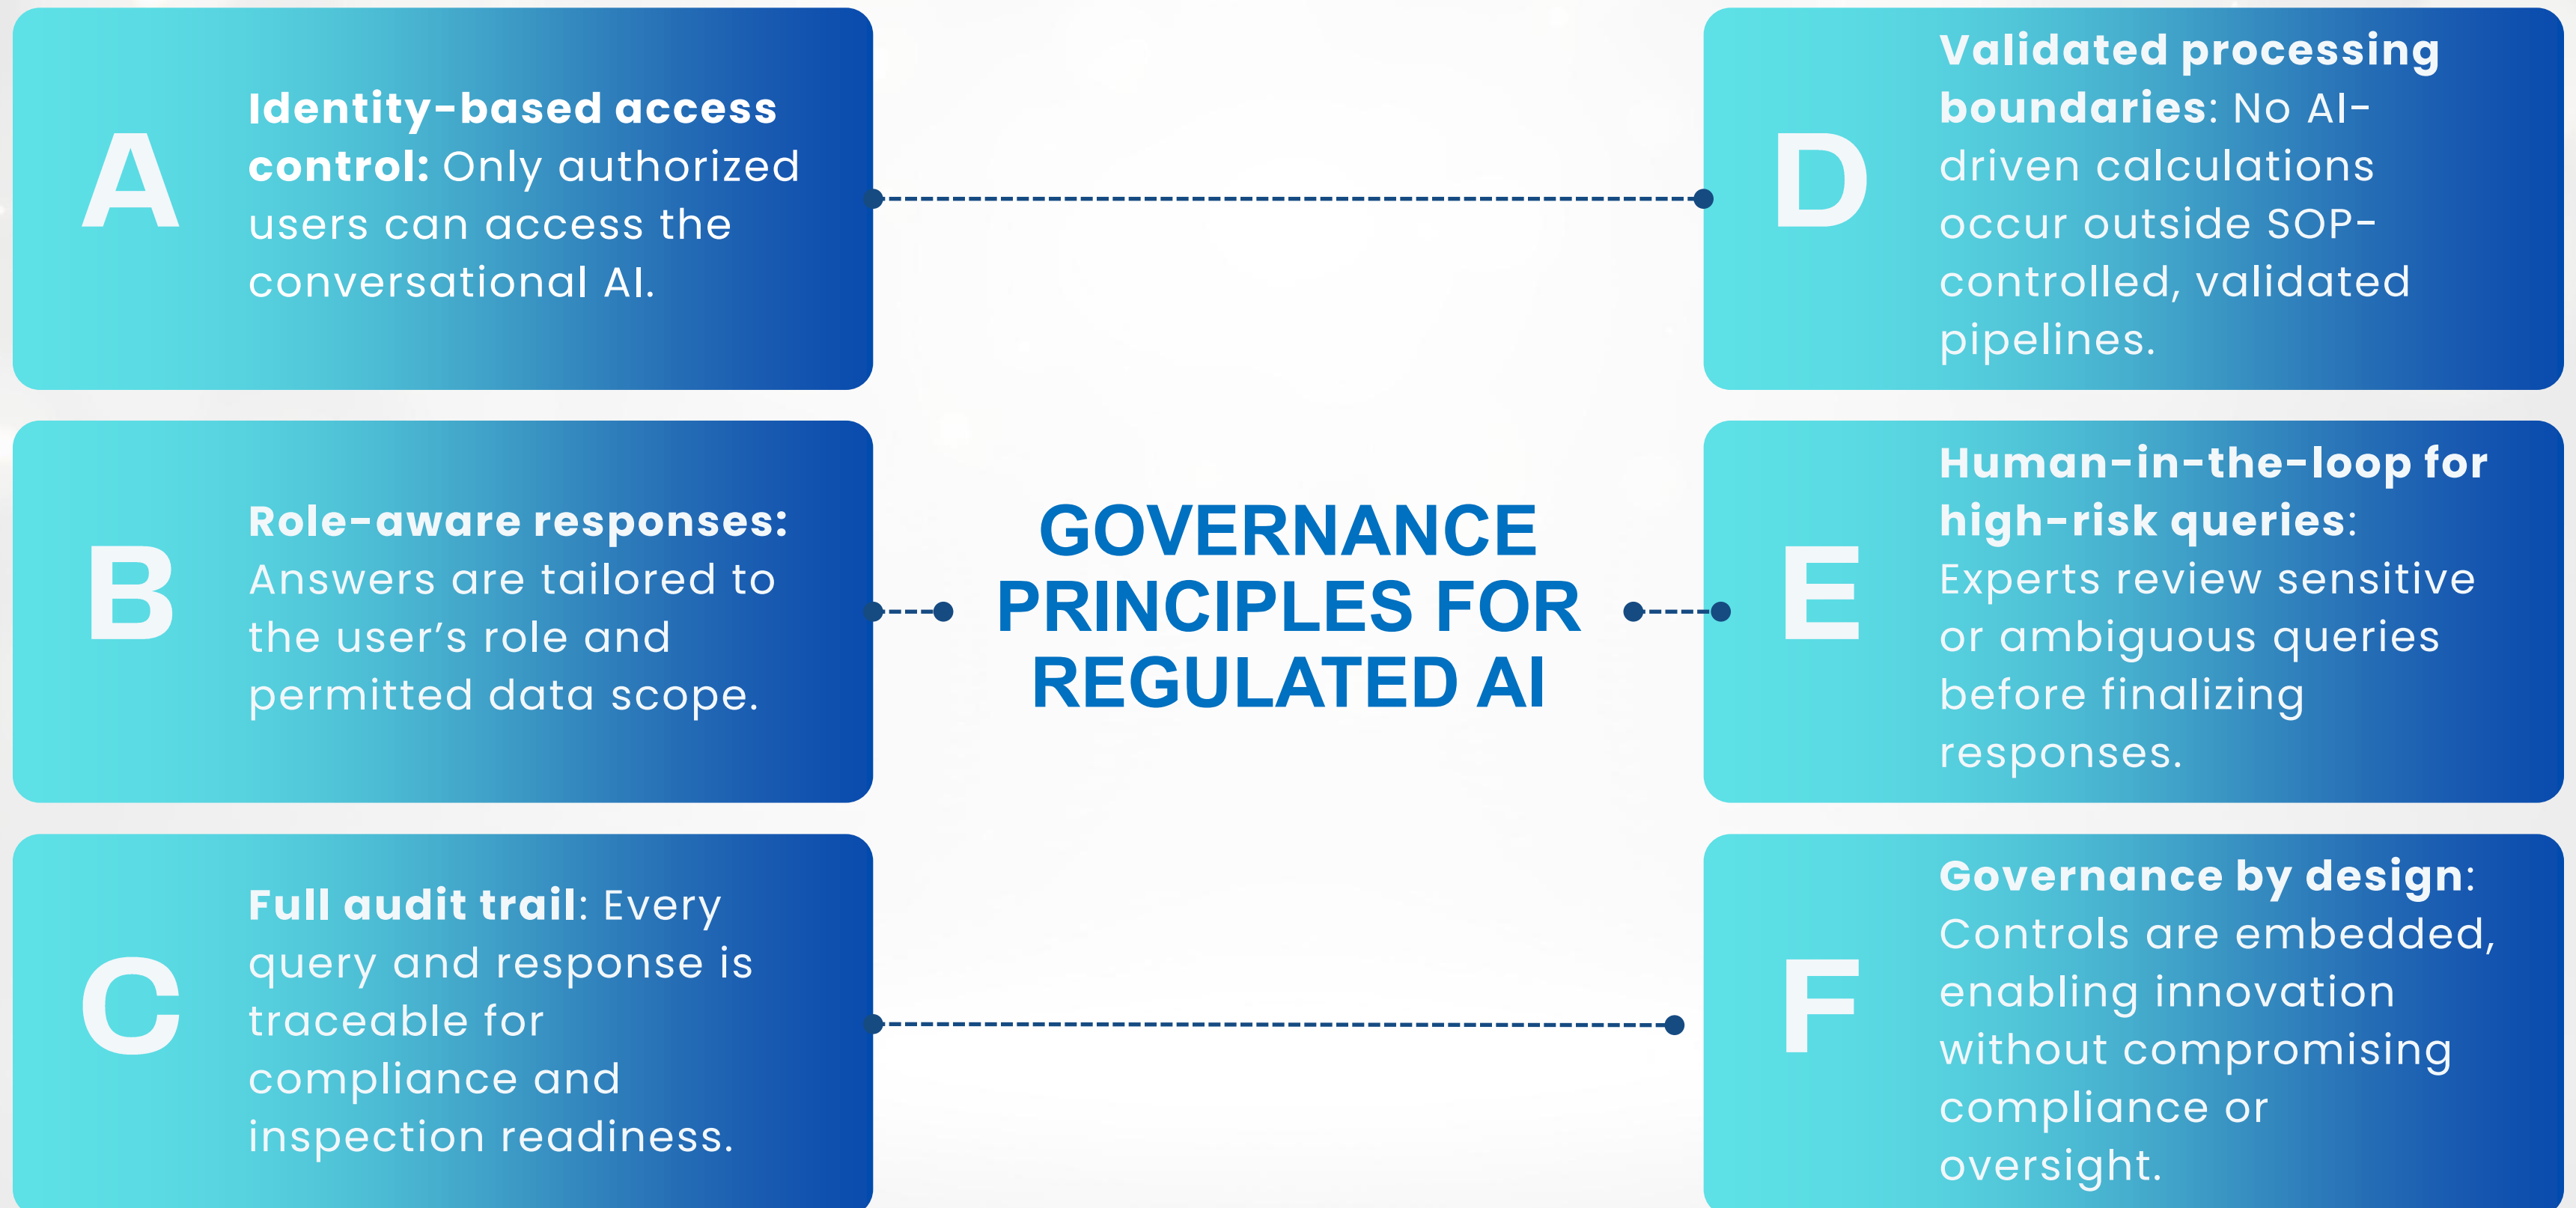 A
Identity-based access
control: Only authorized
users can access the
conversational AI.
B
Role-aware responses:
Answers are tailored to
the user’s role and
permitted data scope.
C
Full audit trail: Every
query and response is
traceable for
compliance and
inspection readiness.
GOVERNANCE
PRINCIPLES FOR
REGULATED AI
D
Validated processing
boundaries: No AI-
driven calculations
occur outside SOP-
controlled, validated
pipelines.
E
Human-in-the-loop for
high-risk queries:
Experts review sensitive
or ambiguous queries
before finalizing
responses.
F
Governance by design:
Controls are embedded,
enabling innovation
without compromising
compliance or
oversight.